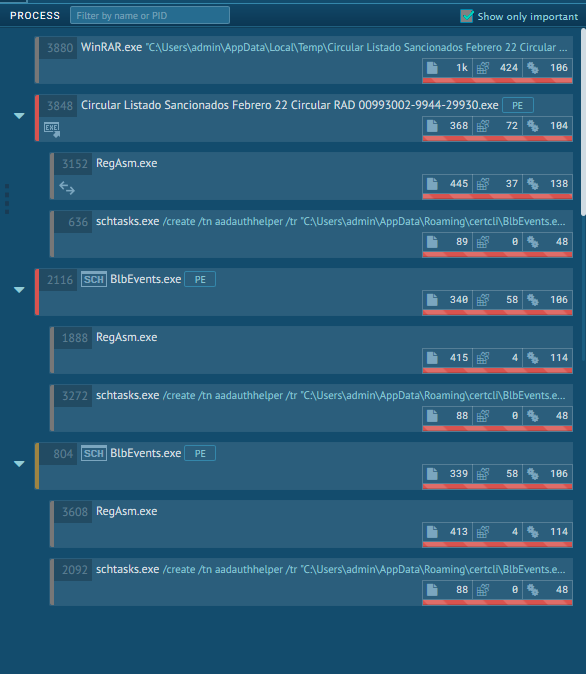 PROCESS Filter by name or PID Show only important
3880 WinRAR.exe "C:\Users\admin\AppData\Local\Temp\Circular Listado Sancionados Febrero 22 Circular ...
1k 424 106
3848 Circular Listado Sancionados Febrero 22 Circular RAD 00993002-9944-29930.exe PE
EXE 368 72 104
3152 RegAsm.exe
445 37 138
636 schtasks.exe /create /tn aadauthhelper /tr "C:\Users\admin\AppData\Roaming\certcli\BlbEvents.e...
89 0 48
2116 SCH BlbEvents.exe PE
340 58 106
1888 RegAsm.exe
415 4 114
3272 schtasks.exe /create /tn aadauthhelper /tr "C:\Users\admin\AppData\Roaming\certcli\BlbEvents.e...
88 0 48
804 SCH BlbEvents.exe PE
339 58 106
3608 RegAsm.exe
413 4 114
2092 schtasks.exe /create /tn aadauthhelper /tr "C:\Users\admin\AppData\Roaming\certcli\BlbEvents.e...
88 0 48